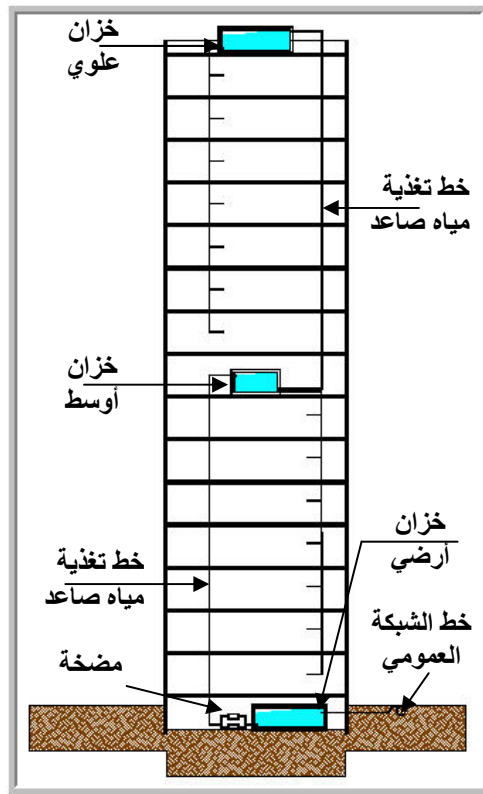 خزان
علوي
خط تغذية
مياه صاعد
خزان
أوسط
خزان
أرضي
خط تغذية
مياه صاعد
خط الشبكة
العمومي
مضخة